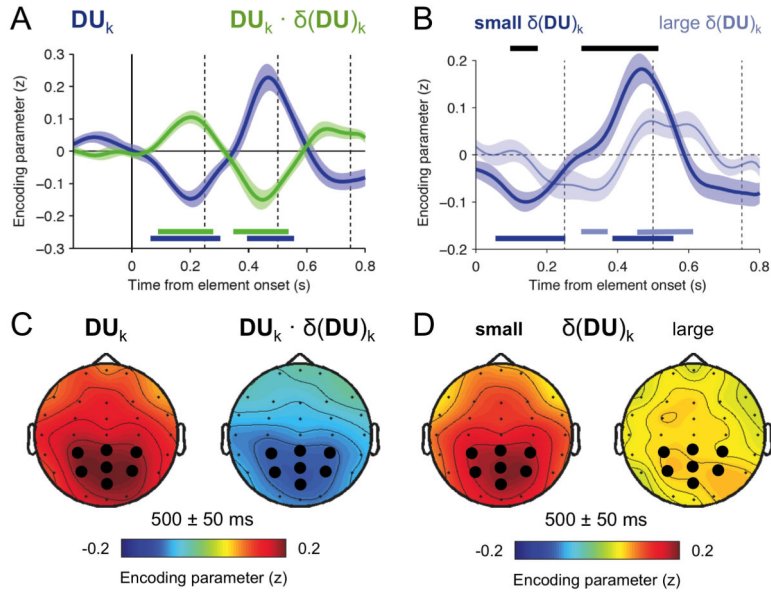 A
DUk
DUk · δ(DU)k
Encoding parameter (z)
0.3
0.2
0.1
0
-0.1
-0.2
-0.3
0
0.2
0.4
0.6
0.8
Time from element onset (s)
B
small δ(DU)k
large δ(DU)k
Encoding parameter (z)
0.2
0.1
0
-0.1
-0.2
0
0.2
0.4
0.6
0.8
Time from element onset (s)
C
DUk
DUk · δ(DU)k
500 ± 50 ms
-0.2
0.2
Encoding parameter (z)
D
small
δ(DU)k
large
500 ± 50 ms
-0.2
0.2
Encoding parameter (z)